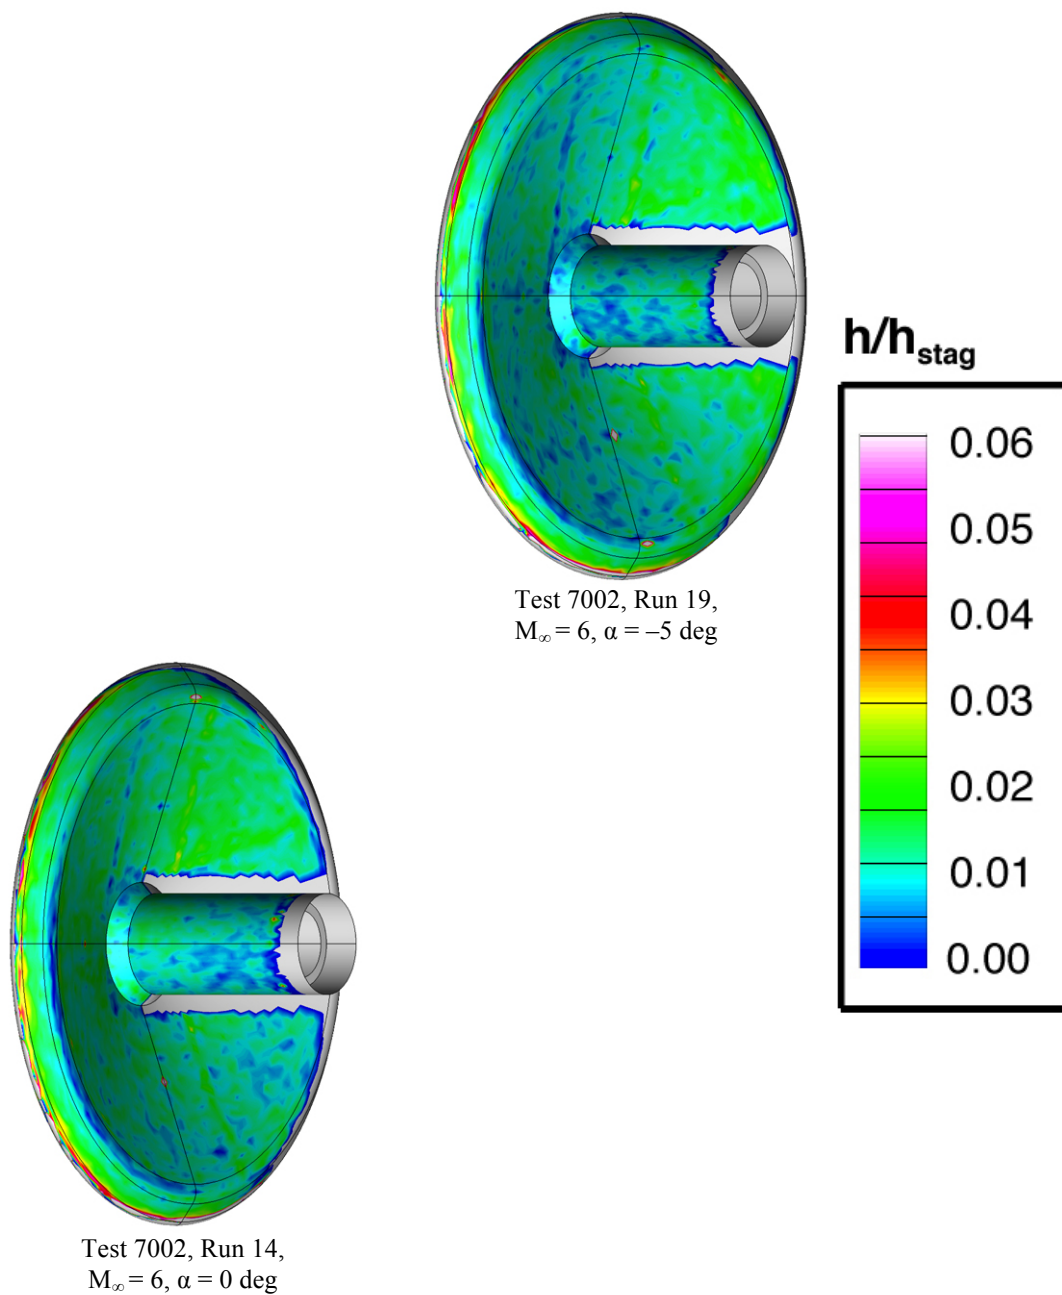 Test 7002, Run 19,
M∞ = 6, α = –5 deg
h/hstag
0.06
0.05
0.04
0.03
0.02
0.01
0.00
Test 7002, Run 14,
M∞ = 6, α = 0 deg